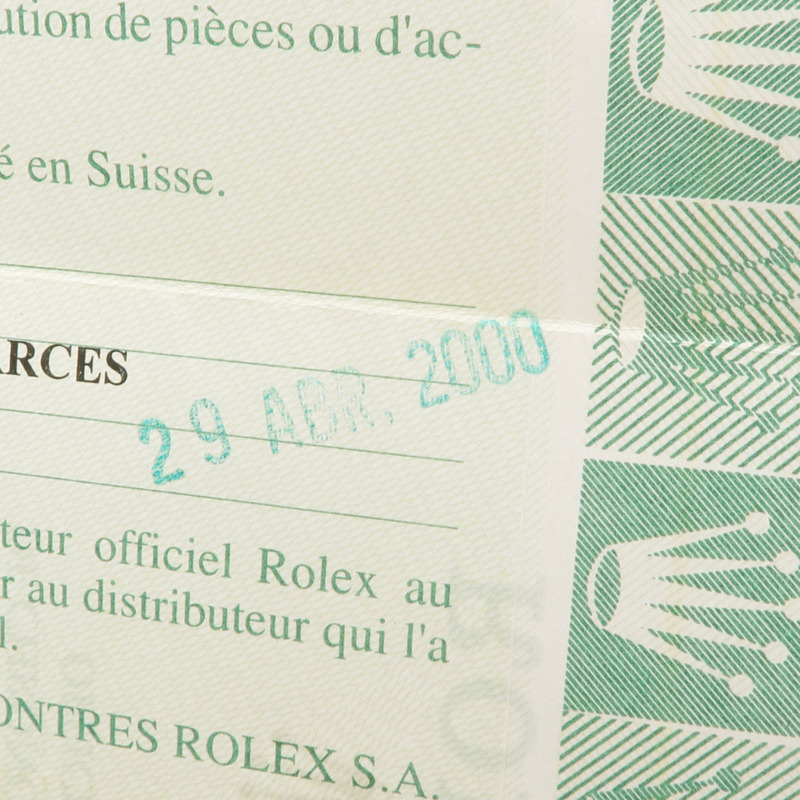 ution de pièces ou d'ac-
é en Suisse.
ARCES
29 ABR. 2000
teur officiel Rolex au
r au distributeur qui l'a
l.
ONTRES ROLEX S.A.